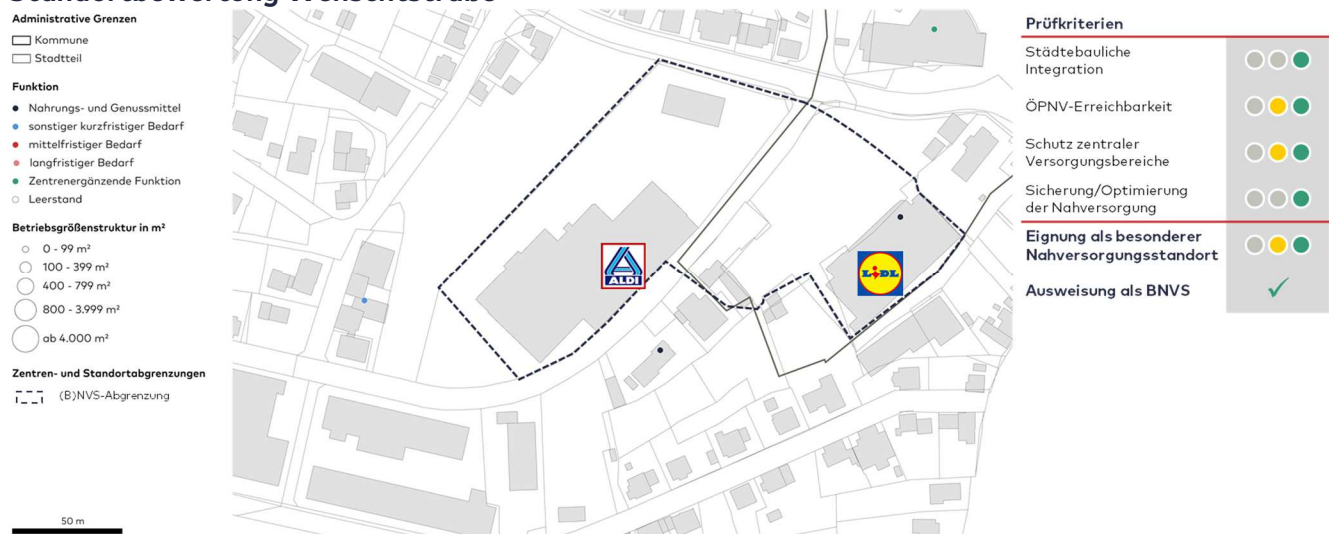 Administrative Grenzen
Kommune
Stadtteil
Funktion
Nahrungs- und Genussmittel
sonstiger kurzfristiger Bedarf
mittelfristiger Bedarf
langfristiger Bedarf
Zentrenergänzende Funktion
Leerstand
Betriebsgrößenstruktur in m²
0 - 99 m²
100 - 399 m²
400 - 799 m²
800 - 3.999 m²
ab 4.000 m²
Zentren- und Standortabgrenzungen
(B)NVS-Abgrenzung
50 m
ALDI
LIDL
Prüfkriterien
Städtebauliche
Integration
ÖPNV-Erreichbarkeit
Schutz zentraler
Versorgungsbereiche
Sicherung/Optimierung
der Nahversorgung
Eignung als besonderer
Nahversorgungsstandort
Ausweisung als BNVS